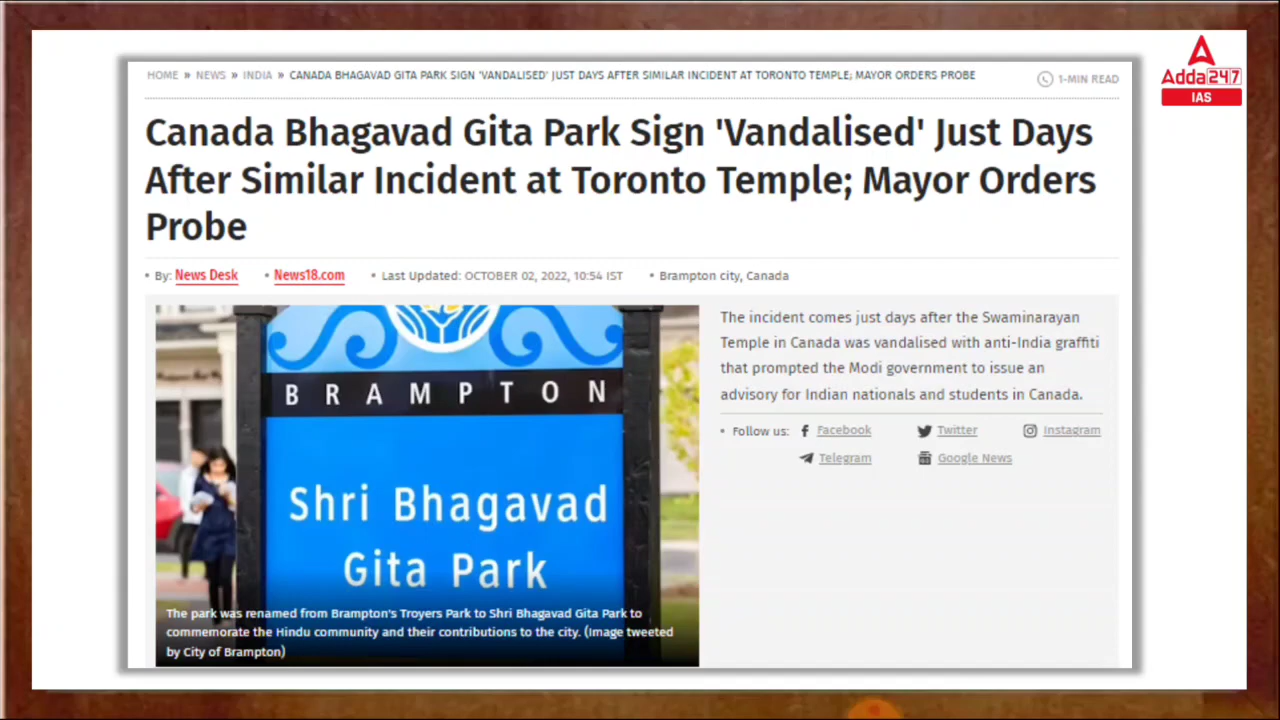 HOME » NEWS » INDIA » CANADA BHAGAVAD GITA PARK SIGN 'VANDALISED' JUST DAYS AFTER SIMILAR INCIDENT AT TORONTO TEMPLE; MAYOR ORDERS PROBE
1-MIN READ
Adda247
IAS
Canada Bhagavad Gita Park Sign 'Vandalised' Just Days
After Similar Incident at Toronto Temple; Mayor Orders
Probe
• By: News Desk • News18.com • Last Updated: OCTOBER 02, 2022, 10:54 IST • Brampton city, Canada
BRAMPTON
Shri Bhagavad
Gita Park
The park was renamed from Brampton's Troyers Park to Shri Bhagavad Gita Park to
commemorate the Hindu community and their contributions to the city. (Image tweeted
by City of Brampton)
The incident comes just days after the Swaminarayan
Temple in Canada was vandalised with anti-India graffiti
that prompted the Modi government to issue an
advisory for Indian nationals and students in Canada.
• Follow us: Facebook Twitter Instagram
Telegram Google News